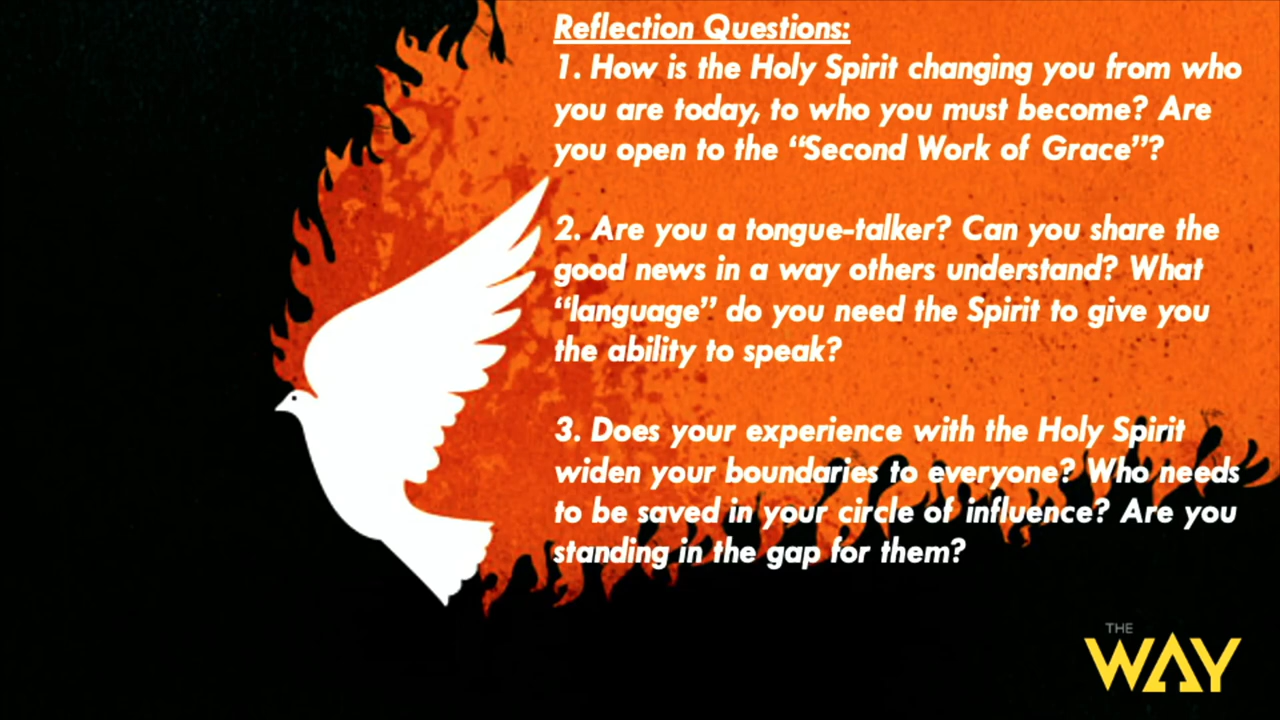 Reflection Questions:
1. How is the Holy Spirit changing you from who
you are today, to who you must become? Are
you open to the “Second Work of Grace”?
2. Are you a tongue-talker? Can you share the
good news in a way others understand? What
“language” do you need the Spirit to give you
the ability to speak?
3. Does your experience with the Holy Spirit
widen your boundaries to everyone? Who needs
to be saved in your circle of influence? Are you
standing in the gap for them?
THE
WAY